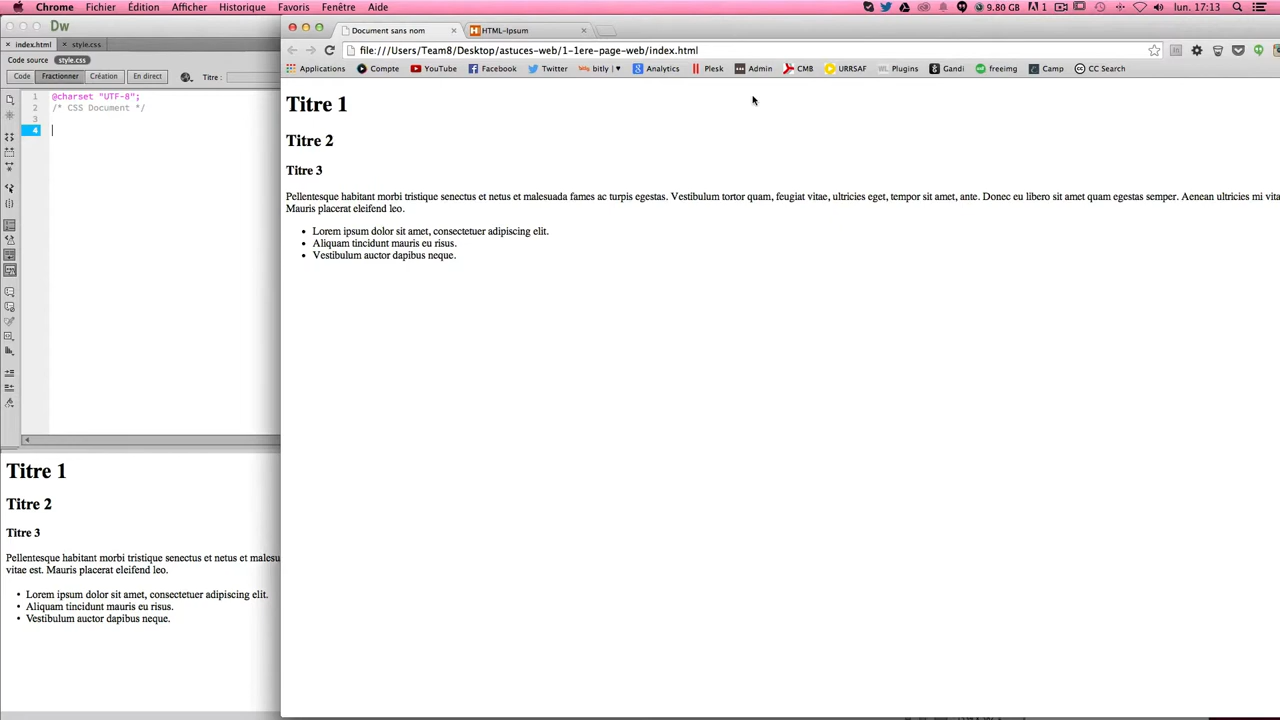 Chrome Fichier Édition Afficher Historique Favoris Fenêtre Aide 9.80 GB 1 lun. 17:13
Dw
index.html style.css
Code source style.css
Code Fractionner Création En direct Titre :
1 @charset "UTF-8";
2 /* CSS Document */
3
4
Document sans nom HTML-Ipsum
file:///Users/Team8/Desktop/astuces-web/1-1ere-page-web/index.html
Applications Compte YouTube Facebook Twitter bitly | ♥ Analytics Plesk Admin CMB URRSAF Plugins Gandi freeimg Camp CC Search
Titre 1
Titre 2
Titre 3
Pellentesque habitant morbi tristique senectus et netus et malesuada fames ac turpis egestas. Vestibulum tortor quam, feugiat vitae, ultricies eget, tempor sit amet, ante. Donec eu libero sit amet quam egestas semper. Aenean ultricies mi vita
Mauris placerat eleifend leo.
• Lorem ipsum dolor sit amet, consectetuer adipiscing elit.
• Aliquam tincidunt mauris eu risus.
• Vestibulum auctor dapibus neque.
Titre 1
Titre 2
Titre 3
Pellentesque habitant morbi tristique senectus et netus et malesu
vitae est. Mauris placerat eleifend leo.
• Lorem ipsum dolor sit amet, consectetuer adipiscing elit.
• Aliquam tincidunt mauris eu risus.
• Vestibulum auctor dapibus neque.